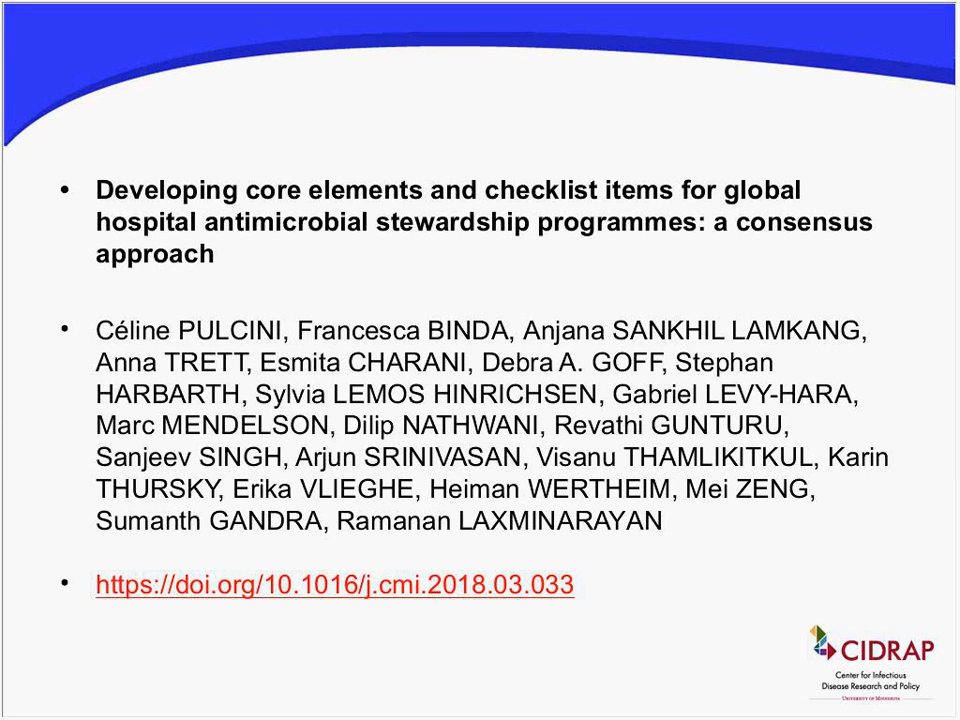 • Developing core elements and checklist items for global
hospital antimicrobial stewardship programmes: a consensus
approach
• Céline PULCINI, Francesca BINDA, Anjana SANKHIL LAMKANG,
Anna TRETT, Esmita CHARANI, Debra A. GOFF, Stephan
HARBARTH, Sylvia LEMOS HINRICHSEN, Gabriel LEVY-HARA,
Marc MENDELSON, Dilip NATHWANI, Revathi GUNTURU,
Sanjeev SINGH, Arjun SRINIVASAN, Visanu THAMLIKITKUL, Karin
THURSKY, Erika VLIEGHE, Heiman WERTHEIM, Mei ZENG,
Sumanth GANDRA, Ramanan LAXMINARAYAN
• https://doi.org/10.1016/j.cmi.2018.03.033
CIDRAP
Center for Infectious
Disease Research and Policy
UNIVERSITY OF MINNESOTA